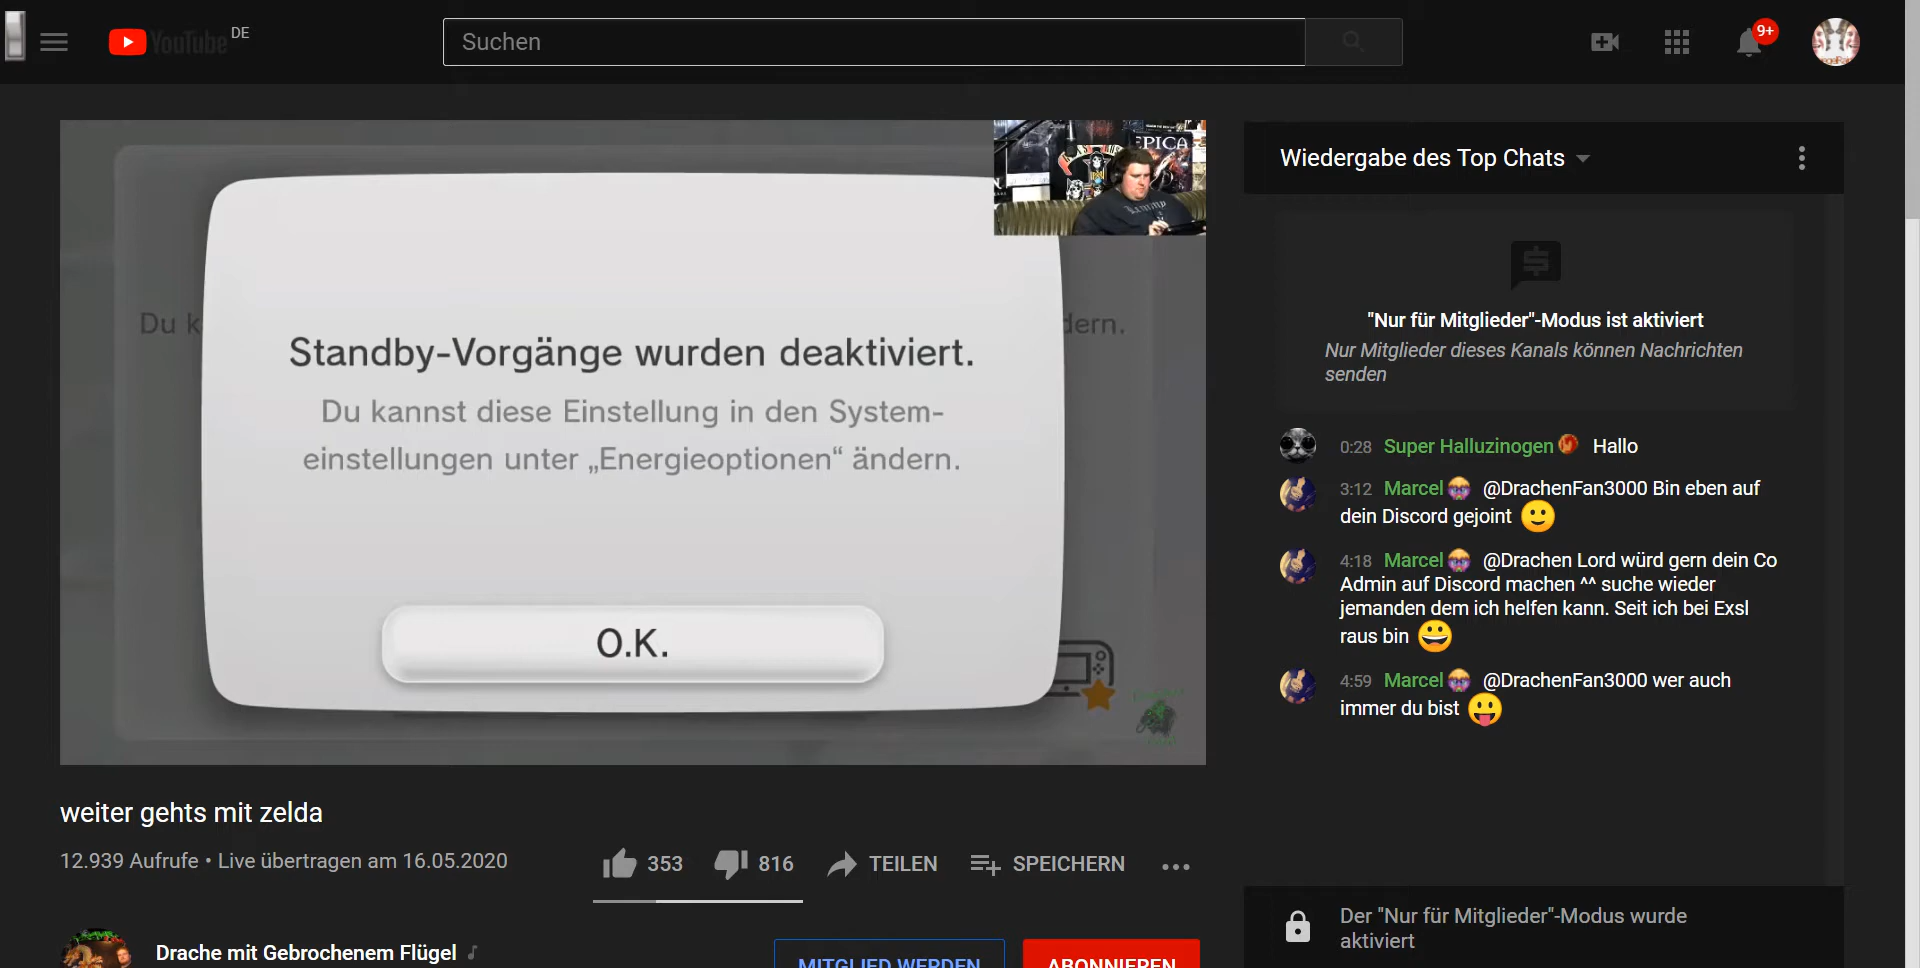 YouTube DE
Suchen
9+
EPICA
Du k
dern.
Standby-Vorgänge wurden deaktiviert.
Du kannst diese Einstellung in den System-
einstellungen unter „Energieoptionen“ ändern.
O.K.
weiter gehts mit zelda
12.939 Aufrufe • Live übertragen am 16.05.2020
353 816 TEILEN SPEICHERN
Drache mit Gebrochenem Flügel
MITGLIED WERDEN ABONNIEREN
Wiedergabe des Top Chats
"Nur für Mitglieder"-Modus ist aktiviert
Nur Mitglieder dieses Kanals können Nachrichten
senden
0:28 Super Halluzinogen Hallo
3:12 Marcel @DrachenFan3000 Bin eben auf
dein Discord gejoint
4:18 Marcel @Drachen Lord würd gern dein Co
Admin auf Discord machen ^^ suche wieder
jemanden dem ich helfen kann. Seit ich bei Exsl
raus bin
4:59 Marcel @DrachenFan3000 wer auch
immer du bist
Der "Nur für Mitglieder"-Modus wurde
aktiviert